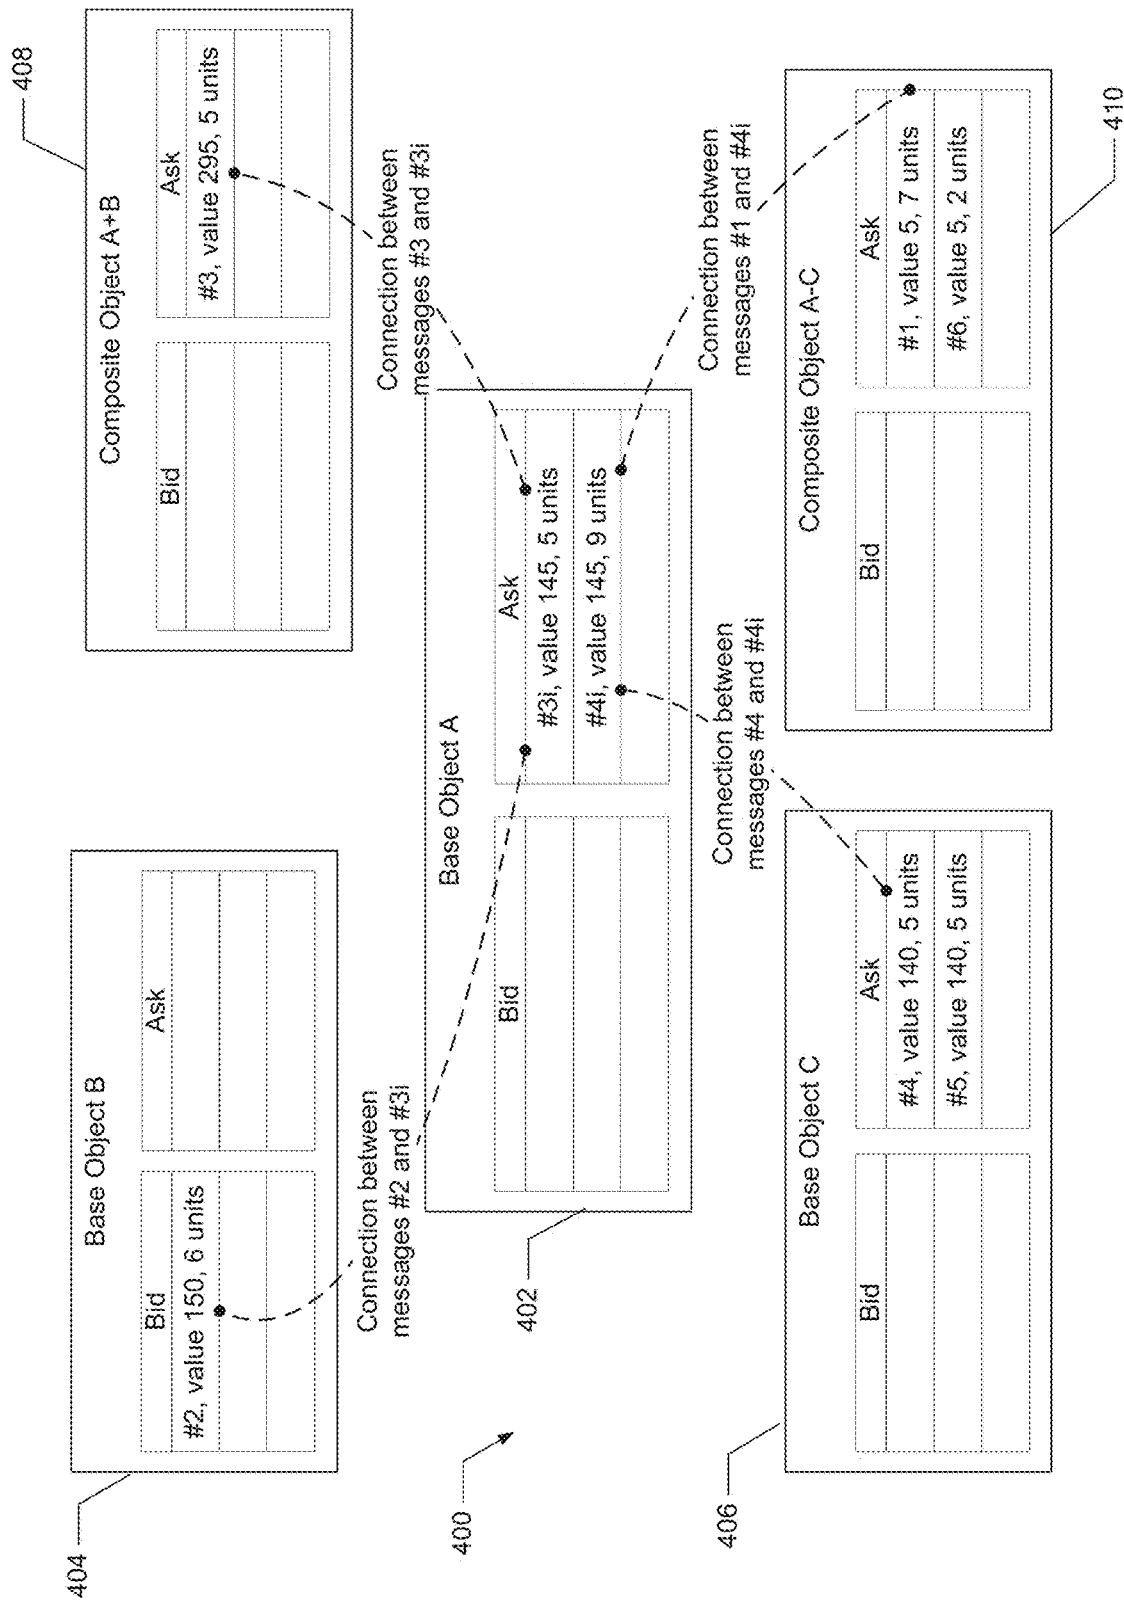 404
Base Object B
Bid
Ask
#2, value 150, 6 units
408
Composite Object A+B
Bid
Ask
#3, value 295, 5 units
Connection between
messages #2 and #3i
Connection between
messages #3 and #3i
400
402
Base Object A
Bid
Ask
#3i, value 145, 5 units
#4i, value 145, 9 units
Connection between
messages #4 and #4i
Connection between
messages #1 and #4i
406
Base Object C
Bid
Ask
#4, value 140, 5 units
#5, value 140, 5 units
Composite Object A-C
Bid
Ask
#1, value 5, 7 units
#6, value 5, 2 units
410